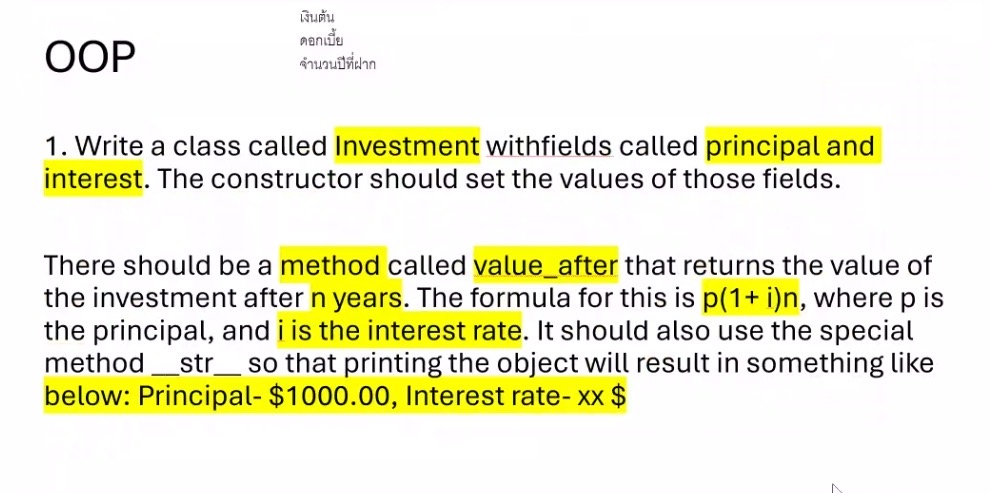 เงินต้น
ดอกเบี้ย
จำนวนปีที่ฝาก
OOP
1. Write a class called Investment withfields called principal and
interest. The constructor should set the values of those fields.
There should be a method called value_after that returns the value of
the investment after n years. The formula for this is p(1+ i)n, where p is
the principal, and i is the interest rate. It should also use the special
method __str__ so that printing the object will result in something like
below: Principal- $1000.00, Interest rate- xx $